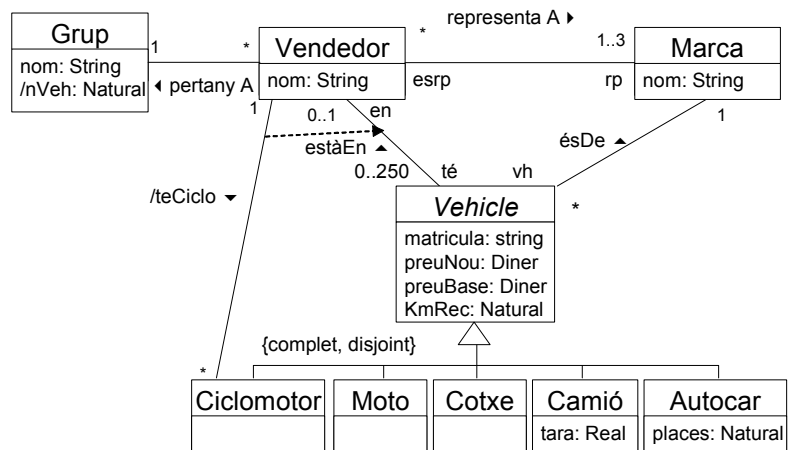 representa A ▸
Grup
nom: String
/nVeh: Natural
1
*
◂ pertany A
Vendedor
nom: String
*
1..3
esrp
rp
Marca
nom: String
1
0..1
en
1
estàEn ▴
ésDe ▴
0..250
té
vh
*
/teCiclo ▾
Vehicle
matricula: string
preuNou: Diner
preuBase: Diner
KmRec: Natural
{complet, disjoint}
*
Ciclomotor
Moto
Cotxe
Camió
tara: Real
Autocar
places: Natural